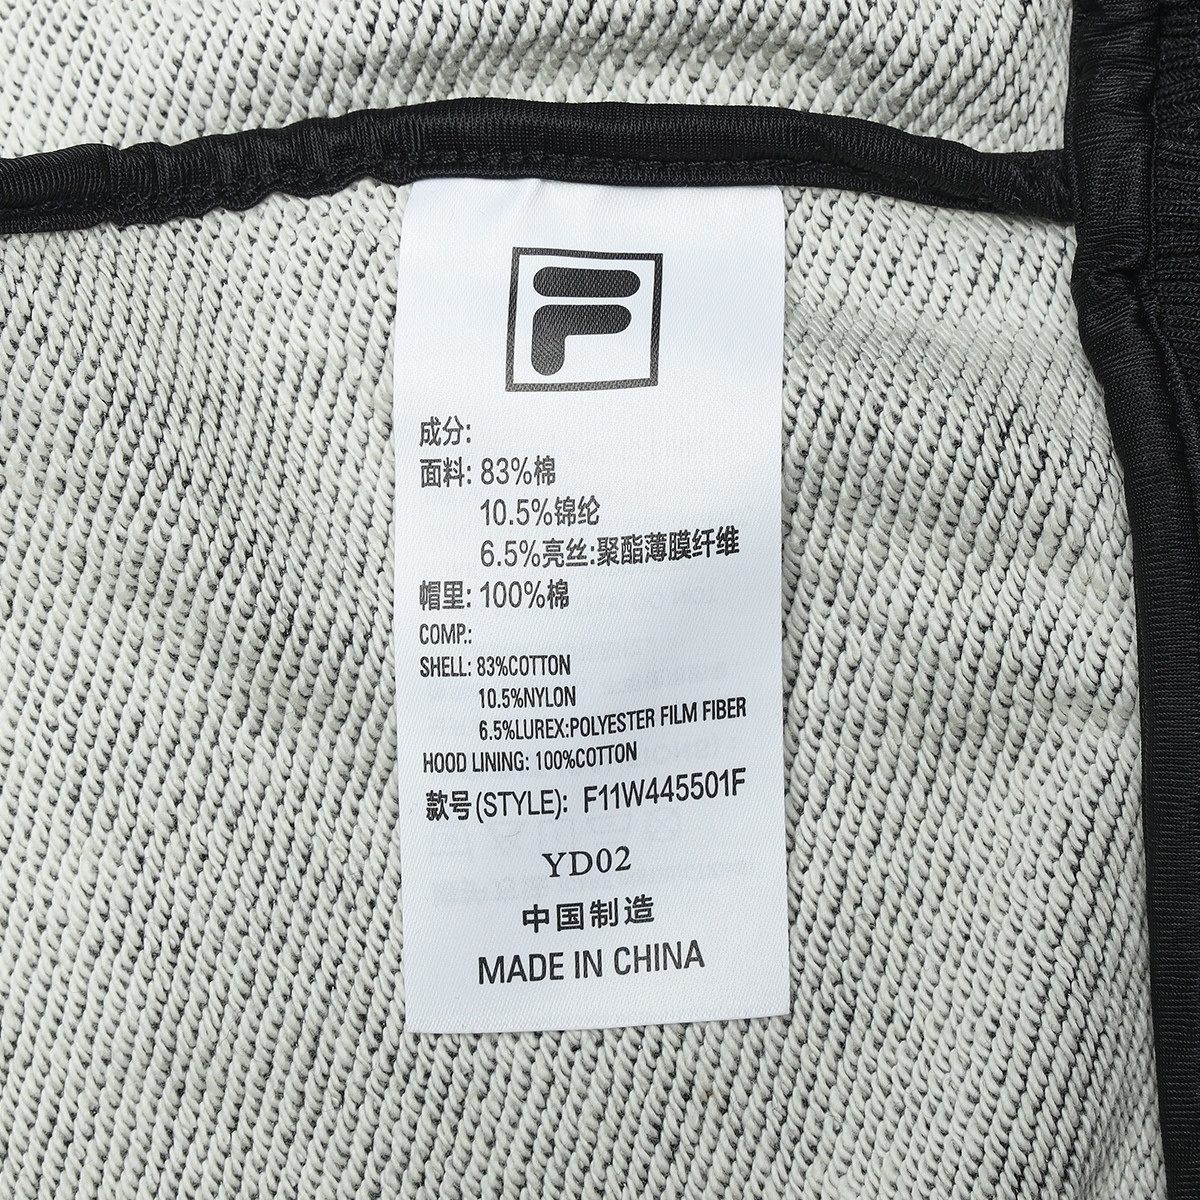 F
成分:
面料: 83%棉
10.5%锦纶
6.5%亮丝:聚酯薄膜纤维
帽里: 100%棉
COMP.:
SHELL: 83%COTTON
10.5%NYLON
6.5%LUREX:POLYESTER FILM FIBER
HOOD LINING: 100%COTTON
款号(STYLE): F11W445501F
YD02
中国制造
MADE IN CHINA